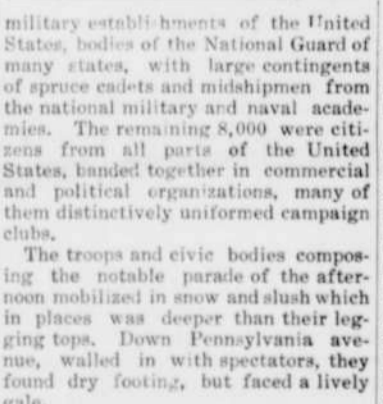 military establishments of the United
States, bodies of the National Guard of
many states, with large contingents
of spruce cadets and midshipmen from
the national military and naval acade-
mies. The remaining 8,000 were citi-
zens from all parts of the United
States, banded together in commercial
and political organizations, many of
them distinctively uniformed campaign
clubs.
The troops and civic bodies compos-
ing the notable parade of the after-
noon mobilized in snow and slush which
in places was deeper than their leg-
ging tops. Down Pennsylvania ave-
nue, walled in with spectators, they
found dry footing, but faced a lively
gale